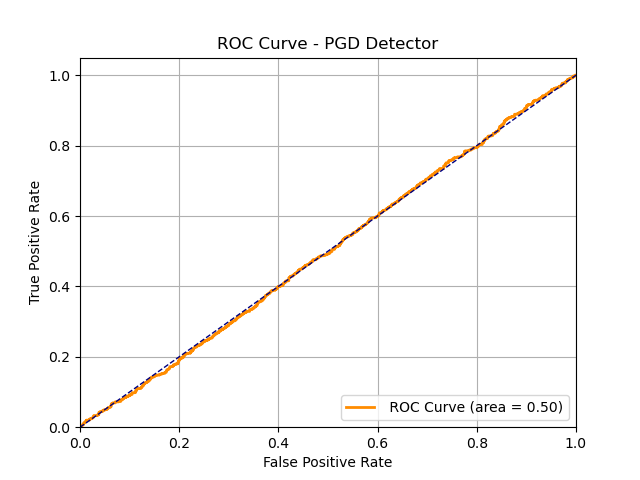 ROC Curve - PGD Detector
True Positive Rate
1.0
0.8
0.6
0.4
0.2
0.0
ROC Curve (area = 0.50)
0.0 0.2 0.4 0.6 0.8 1.0
False Positive Rate